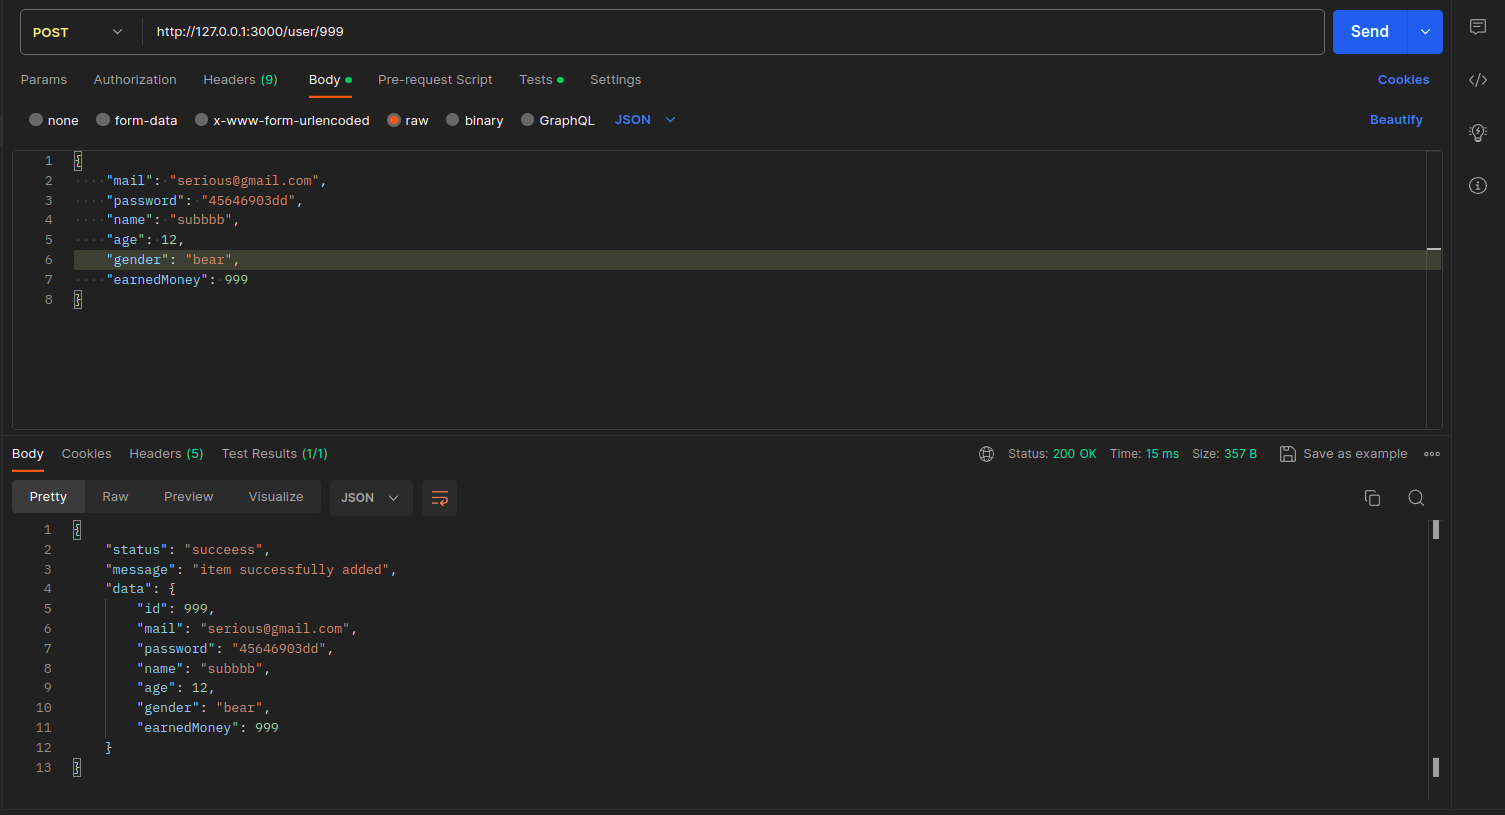 POST http://127.0.0.1:3000/user/999 Send
Params Authorization Headers (9) Body Pre-request Script Tests Settings Cookies
none form-data x-www-form-urlencoded raw binary GraphQL JSON Beautify
1 {
2 "mail": "serious@gmail.com",
3 "password": "45646903dd",
4 "name": "subbbb",
5 "age": 12,
6 "gender": "bear",
7 "earnedMoney": 999
8 }
Body Cookies Headers (5) Test Results (1/1) Status: 200 OK Time: 15 ms Size: 357 B Save as example
Pretty Raw Preview Visualize JSON
1 {
2 "status": "succeess",
3 "message": "item successfully added",
4 "data": {
5 "id": 999,
6 "mail": "serious@gmail.com",
7 "password": "45646903dd",
8 "name": "subbbb",
9 "age": 12,
10 "gender": "bear",
11 "earnedMoney": 999
12 }
13 }